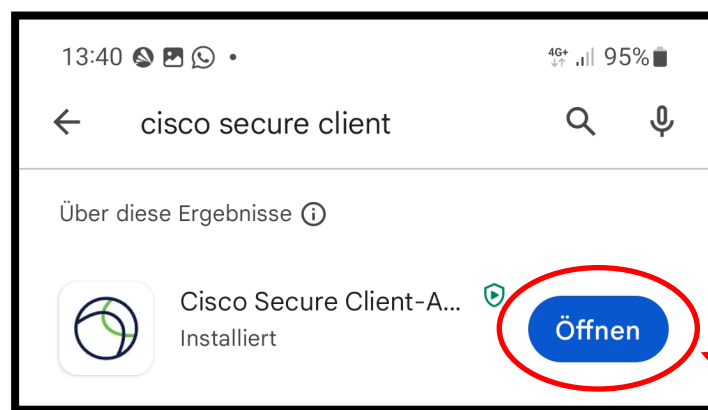 13:40 4G+ 95%
cisco secure client
Über diese Ergebnisse
Cisco Secure Client-A...
Installiert
Öffnen